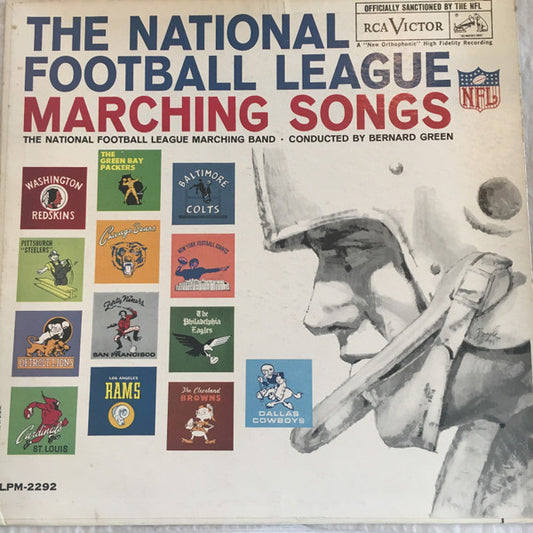 OFFICIALLY SANCTIONED BY THE NFL
RCA VICTOR
A "New Orthophonic" High Fidelity Recording
THE NATIONAL
FOOTBALL LEAGUE
MARCHING SONGS
NFL
THE NATIONAL FOOTBALL LEAGUE MARCHING BAND · CONDUCTED BY BERNARD GREEN
WASHINGTON
REDSKINS
THE
GREEN BAY
PACKERS
BALTIMORE
COLTS
PITTSBURGH
"STEELERS"
Chicago Bears
NEW YORK FOOTBALL GIANTS
DETROIT LIONS
Forty Niners
SAN FRANCISCO
The
Philadelphia
Eagles
Cardinals
ST. LOUIS
LOS ANGELES
RAMS
The Cleveland
BROWNS
DALLAS
COWBOYS
LPM-2292